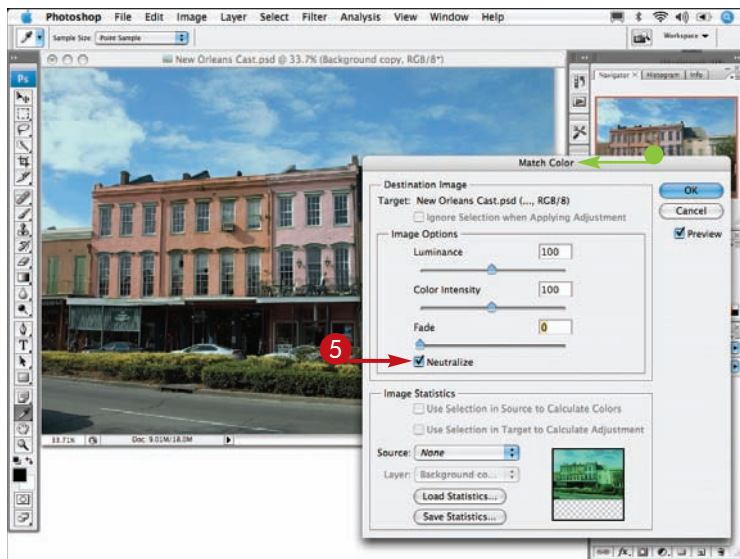 Photoshop File Edit Image Layer Select Filter Analysis View Window Help
Sample Size: Point Sample
Workspace
New Orleans Cast.psd @ 33.7% (Background copy, RGB/8*)
Ps
Navigator × Histogram Info
Match Color
Destination Image
Target: New Orleans Cast.psd (..., RGB/8)
Ignore Selection when Applying Adjustment
OK
Cancel
Preview
Image Options
Luminance 100
Color Intensity 100
Fade 0
5
Neutralize
Image Statistics
Use Selection in Source to Calculate Colors
Use Selection in Target to Calculate Adjustment
33.71% Doc: 9.01M/18.0M
Source: None
Layer: Background co...
Load Statistics...
Save Statistics...
T
fx.